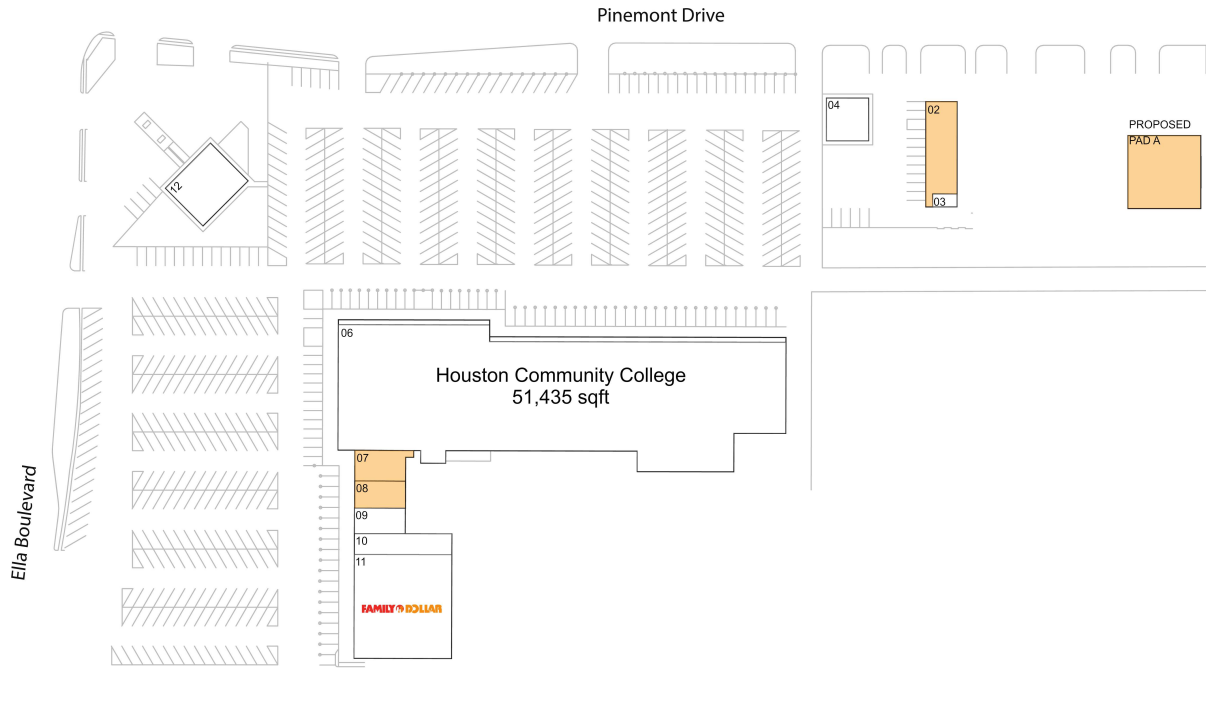 Pinemont Drive
04
02
PROPOSED
PAD A
12
03
06
Houston Community College
51,435 sqft
07
08
09
10
11
FAMILY DOLLAR
Ella Boulevard